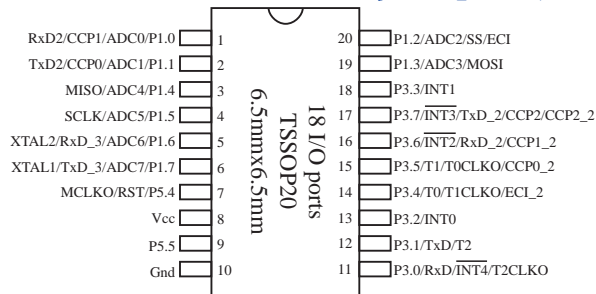 RxD2/CCP1/ADC0/P1.0 1
TxD2/CCP0/ADC1/P1.1 2
MISO/ADC4/P1.4 3
SCLK/ADC5/P1.5 4
XTAL2/RxD_3/ADC6/P1.6 5
XTAL1/TxD_3/ADC7/P1.7 6
MCLKO/RST/P5.4 7
Vcc 8
P5.5 9
Gnd 10
18 I/O ports
TSSOP20
6.5mmx6.5mm
20 P1.2/ADC2/SS/ECI
19 P1.3/ADC3/MOSI
18 P3.3/INT1
17 P3.7/INT3/TxD_2/CCP2/CCP2_2
16 P3.6/INT2/RxD_2/CCP1_2
15 P3.5/T1/T0CLKO/CCP0_2
14 P3.4/T0/T1CLKO/ECI_2
13 P3.2/INT0
12 P3.1/TxD/T2
11 P3.0/RxD/INT4/T2CLKO